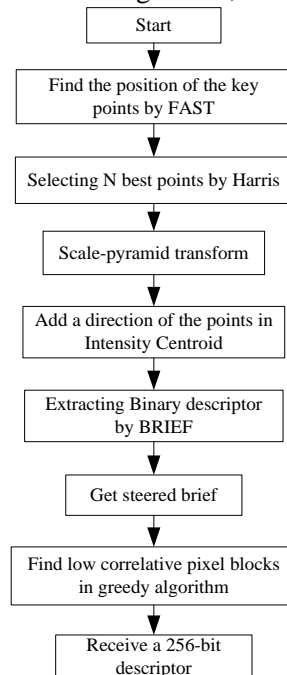 Start
Find the position of the key
points by FAST
Selecting N best points by Harris
Scale-pyramid transform
Add a direction of the points in
Intensity Centroid
Extracting Binary descriptor
by BRIEF
Get steered brief
Find low correlative pixel blocks
in greedy algorithm
Receive a 256-bit
descriptor